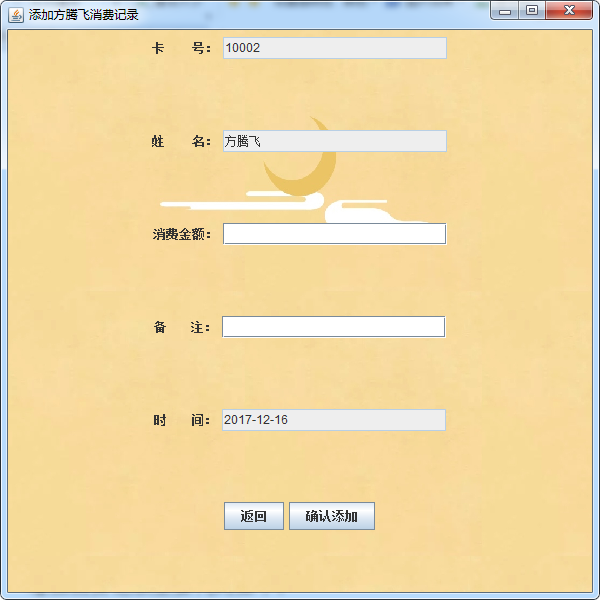 添加方腾飞消费记录
卡 号： 10002
姓 名： 方腾飞
消费金额：
备 注：
时 间： 2017-12-16
返回 确认添加